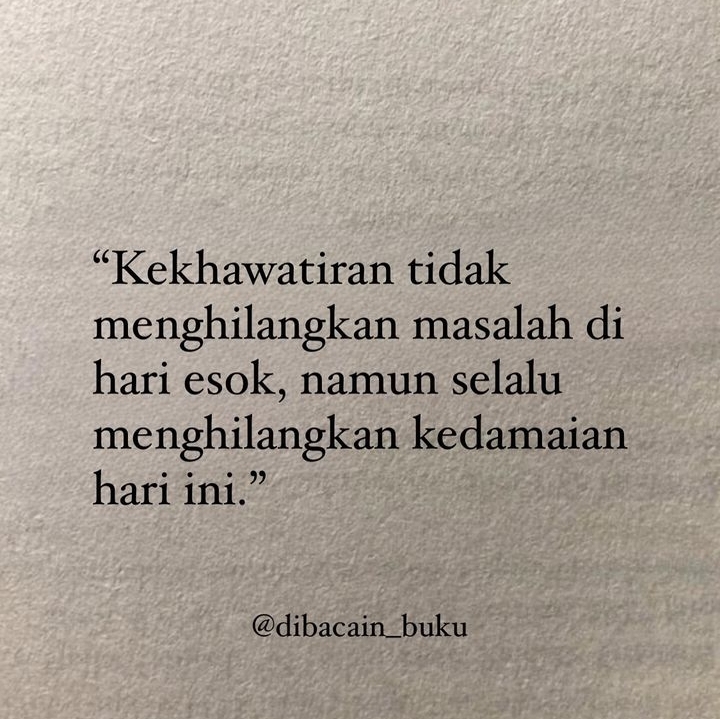 “Kekhawatiran tidak
menghilangkan masalah di
hari esok, namun selalu
menghilangkan kedamaian
hari ini.”
@dibacain_buku